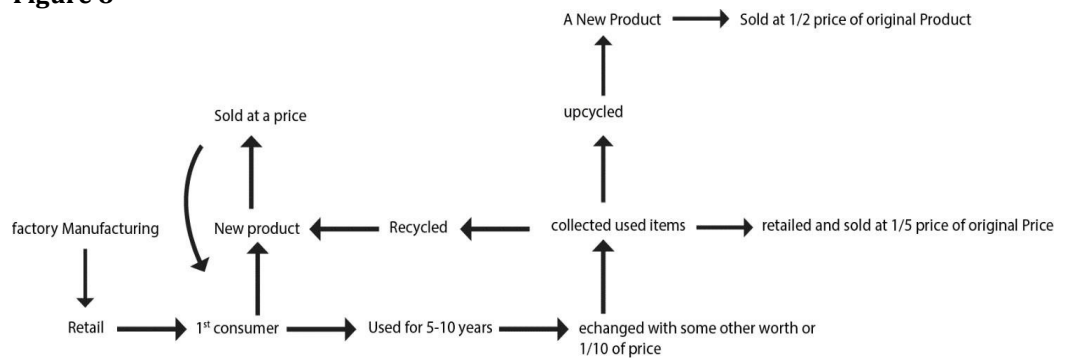 A New Product
Sold at 1/2 price of original Product
Sold at a price
upcycled
factory Manufacturing
New product
Recycled
collected used items
retailed and sold at 1/5 price of original Price
Retail
1st consumer
Used for 5-10 years
echanged with some other worth or
1/10 of price